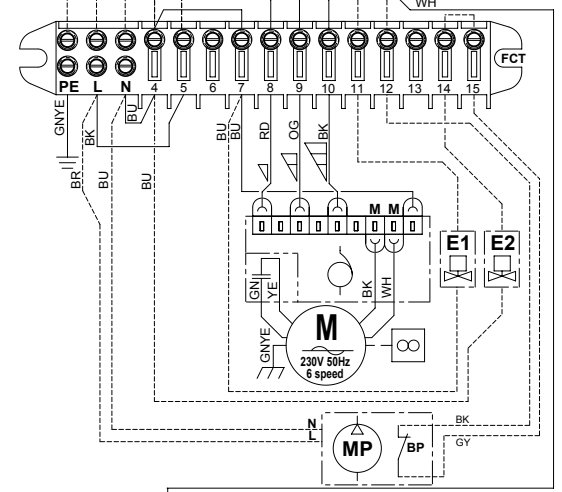 WH
FCT
PE L N 4 5 6 7 8 9 10 11 12 13 14 15
GNYE
BK
BU
BU
BU
RD
OG
BK
BR
BU
BU
M M
E1 E2
GN
YE
BK
WH
GNYE
M
230V 50Hz
6 speed
N
L
MP
BP
BK
GY